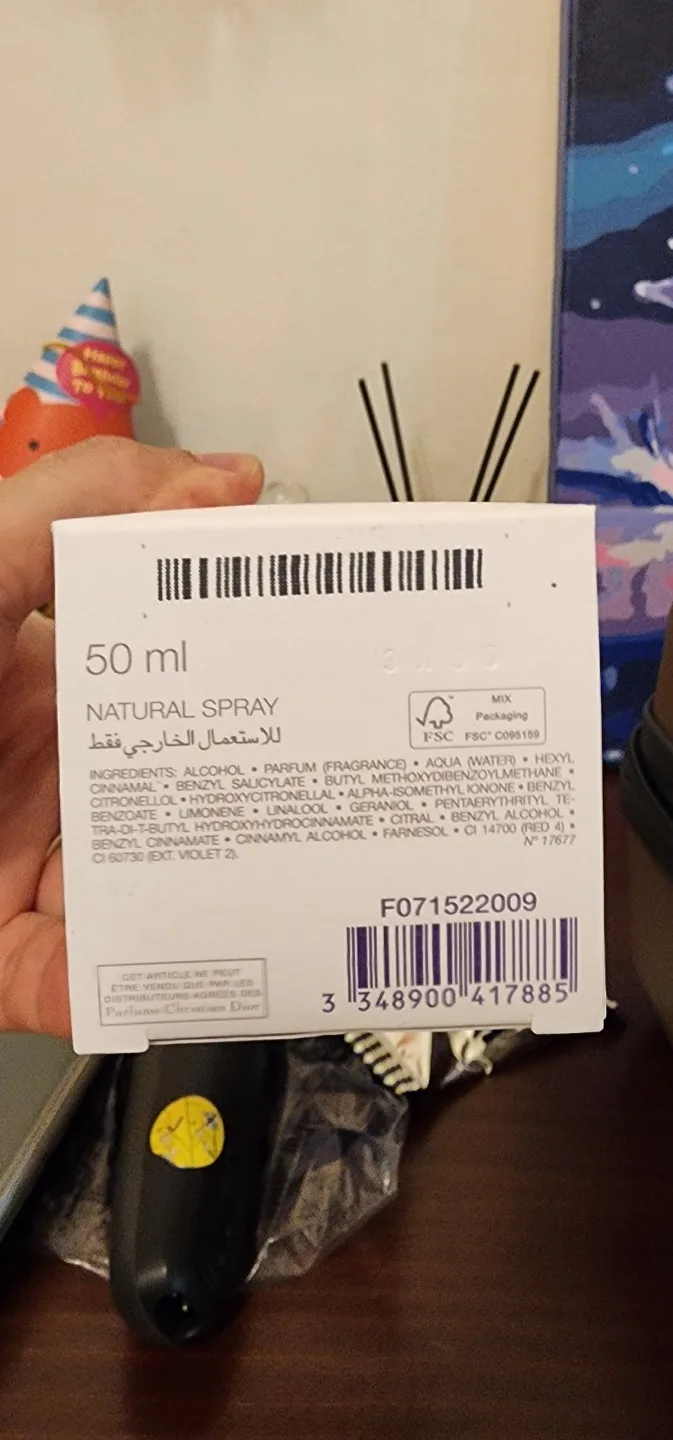 HAPPY
BIRTHDAY
TO YOU!
50 ml
NATURAL SPRAY
للاستعمال الخارجي فقط
FSC
MIX
Packaging
FSC® C095159
INGREDIENTS: ALCOHOL • PARFUM (FRAGRANCE) • AQUA (WATER) • HEXYL
CINNAMAL • BENZYL SALICYLATE • BUTYL METHOXYDIBENZOYLMETHANE •
CITRONELLOL • HYDROXYCITRONELLAL • ALPHA-ISOMETHYL IONONE • BENZYL
BENZOATE • LIMONENE • LINALOOL • GERANIOL • PENTAERYTHRITYL TE-
TRA-DI-T-BUTYL HYDROXYHYDROCINNAMATE • CITRAL • BENZYL ALCOHOL •
BENZYL CINNAMATE • CINNAMYL ALCOHOL • FARNESOL • CI 14700 (RED 4) •
CI 60730 (EXT. VIOLET 2). N° 17677
F071522009
3 348900 417885
CET ARTICLE NE PEUT
ÊTRE VENDU QUE PAR LES
DISTRIBUTEURS AGRÉÉS DES
Parfums Christian Dior